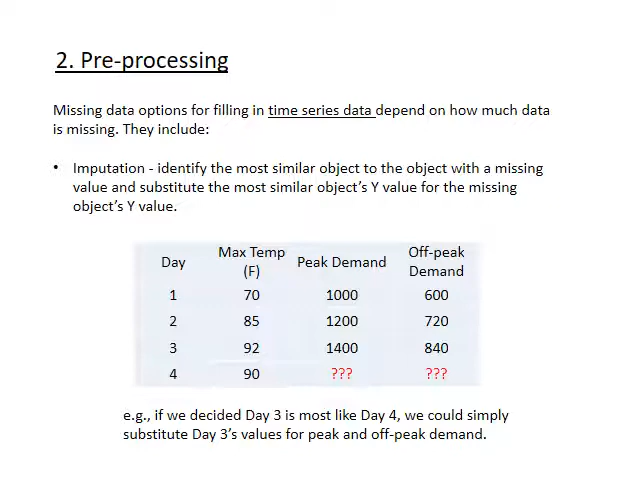 2. Pre-processing
Missing data options for filling in time series data depend on how much data
is missing. They include:
• Imputation - identify the most similar object to the object with a missing
value and substitute the most similar object's Y value for the missing
object's Y value.
Day Max Temp (F) Peak Demand Off-peak Demand
1 70 1000 600
2 85 1200 720
3 92 1400 840
4 90 ??? ???
e.g., if we decided Day 3 is most like Day 4, we could simply
substitute Day 3's values for peak and off-peak demand.